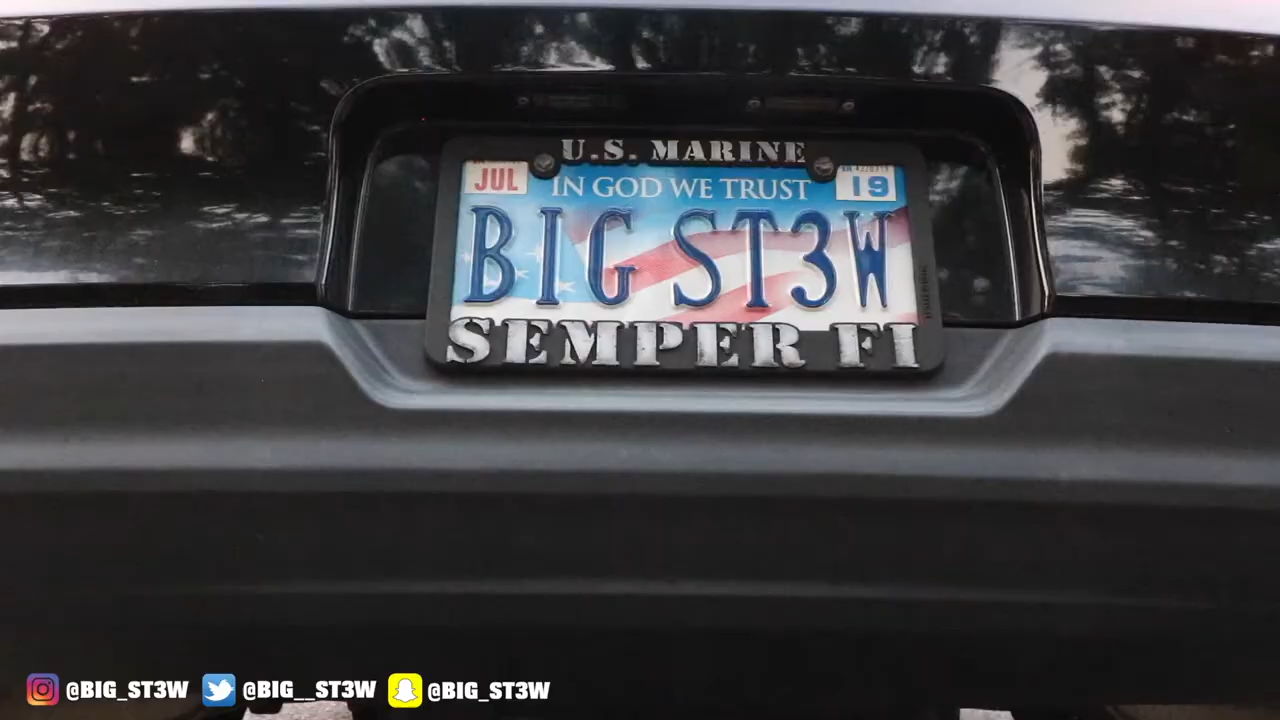 U.S. MARINE
JUL
19
IN GOD WE TRUST
BIG ST3W
SEMPER FI
@BIG_ST3W @BIG__ST3W @BIG_ST3W